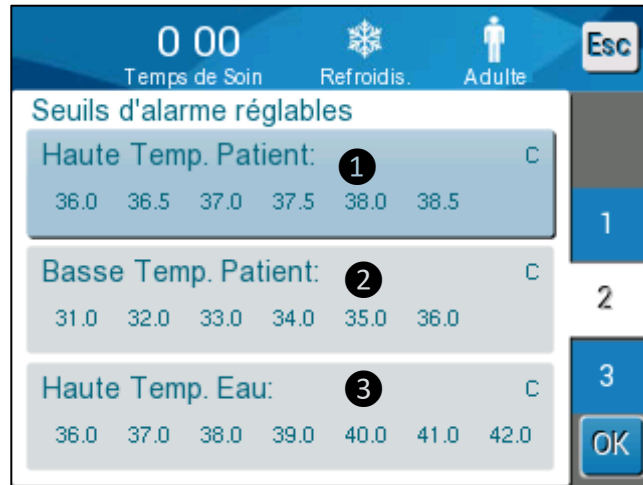 0 00
Temps de Soin
Refroidis.
Adulte
Esc
Seuils d'alarme réglables
Haute Temp. Patient: ❶ C
36.0 36.5 37.0 37.5 38.0 38.5
1
Basse Temp. Patient: ❷ C
31.0 32.0 33.0 34.0 35.0 36.0
2
Haute Temp. Eau: ❸ C
36.0 37.0 38.0 39.0 40.0 41.0 42.0
3
OK